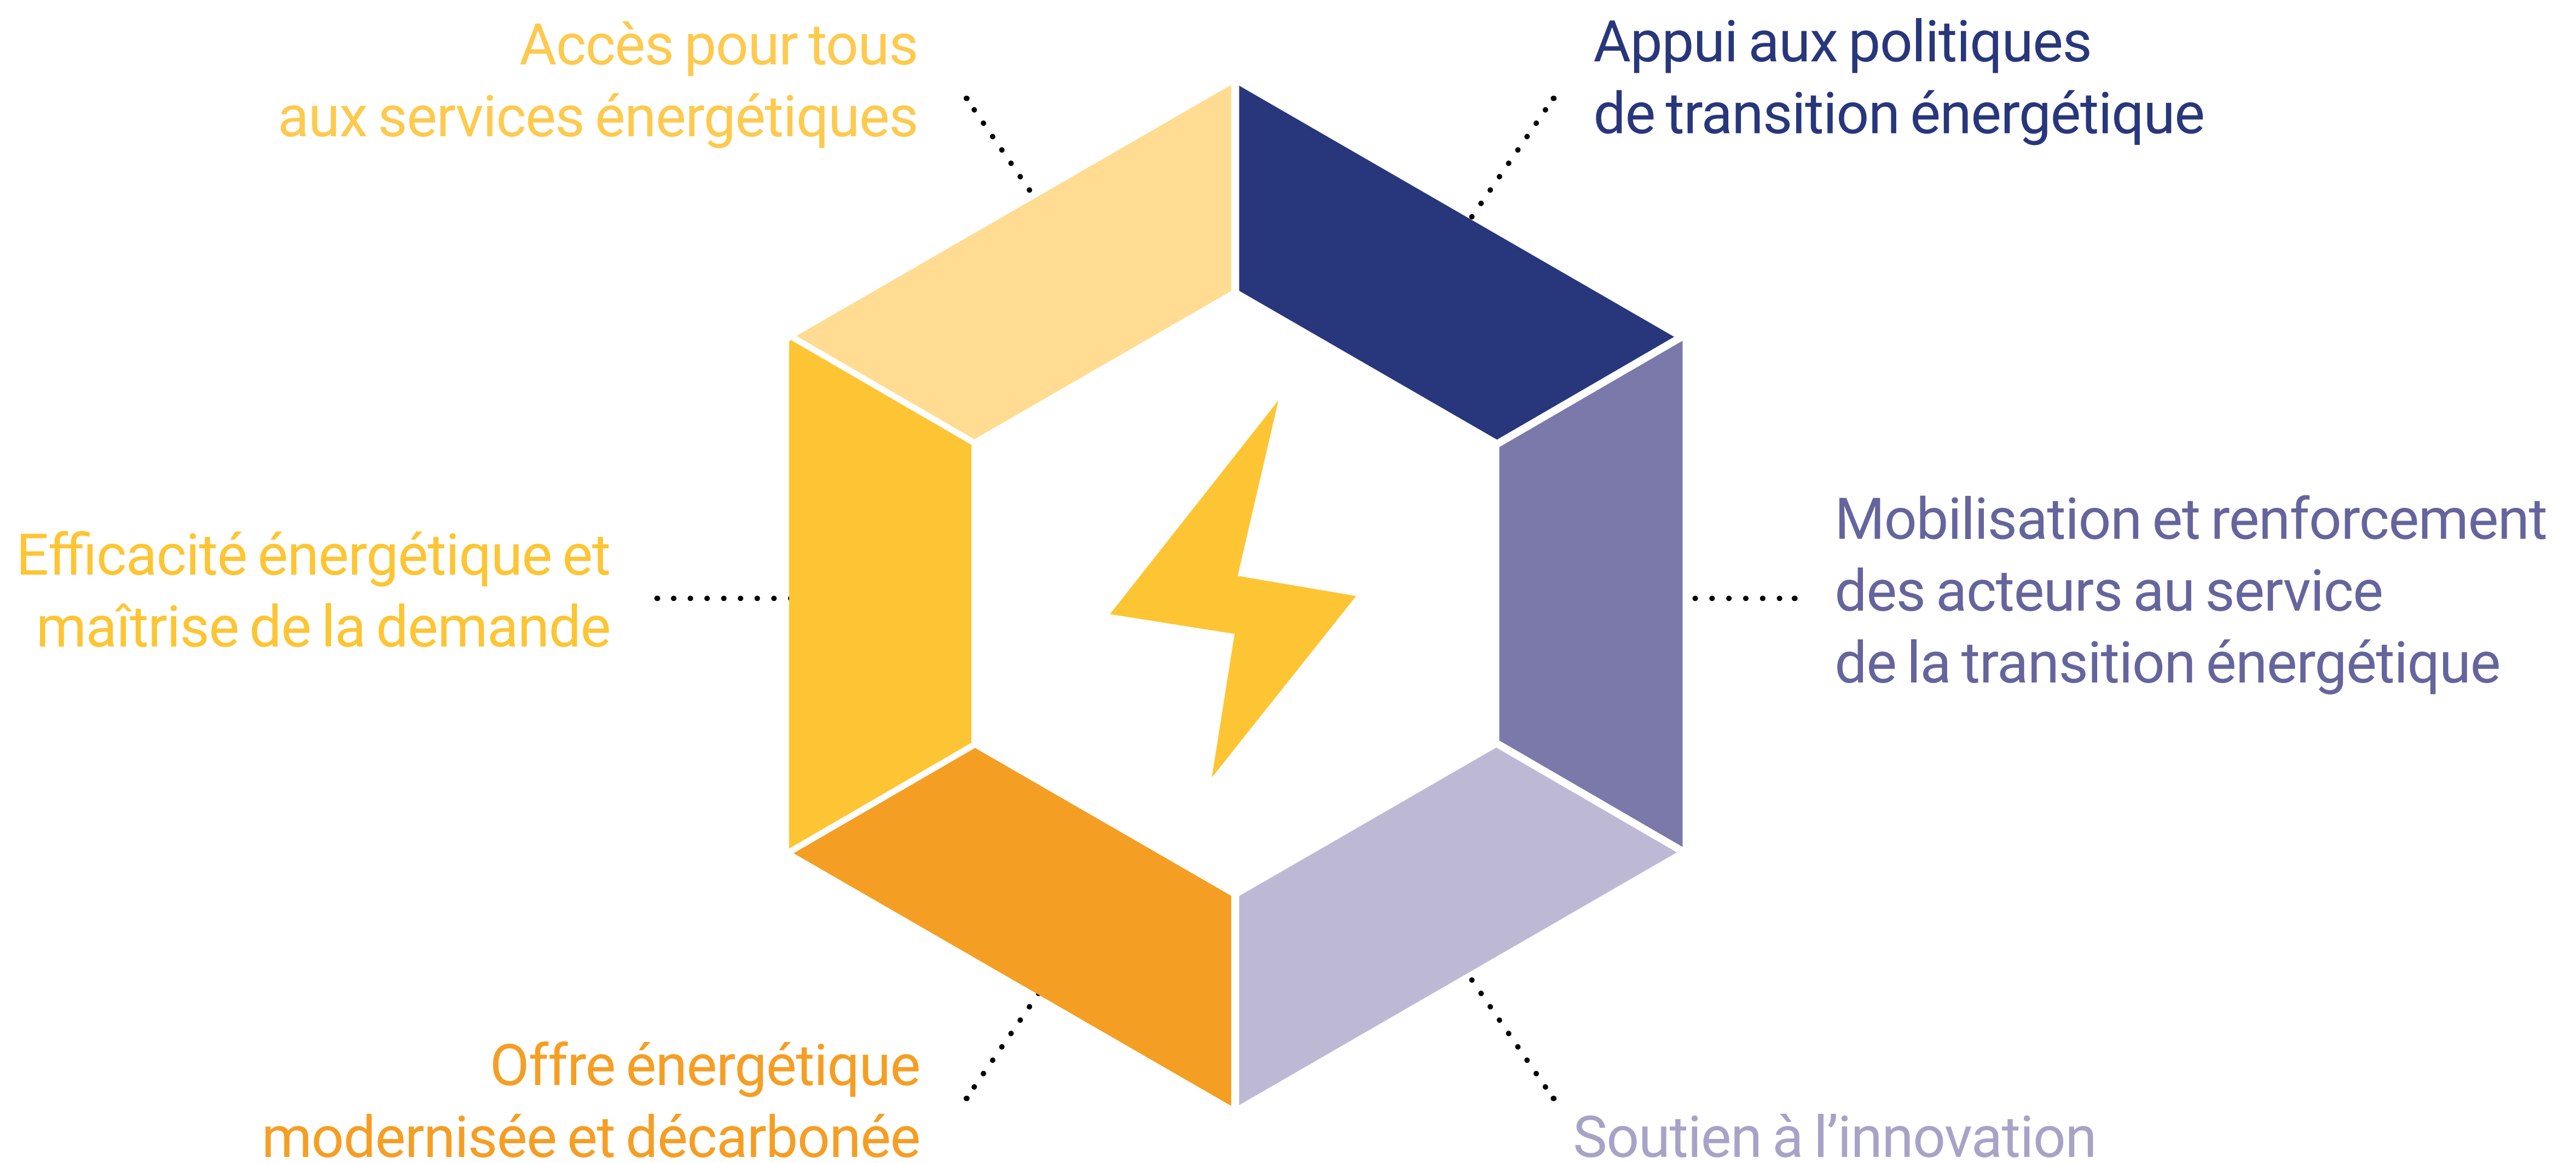 Accès pour tous
aux services énergétiques
Appui aux politiques
de transition énergétique
Efficacité énergétique et
maîtrise de la demande
Mobilisation et renforcement
des acteurs au service
de la transition énergétique
Offre énergétique
modernisée et décarbonée
Soutien à l’innovation